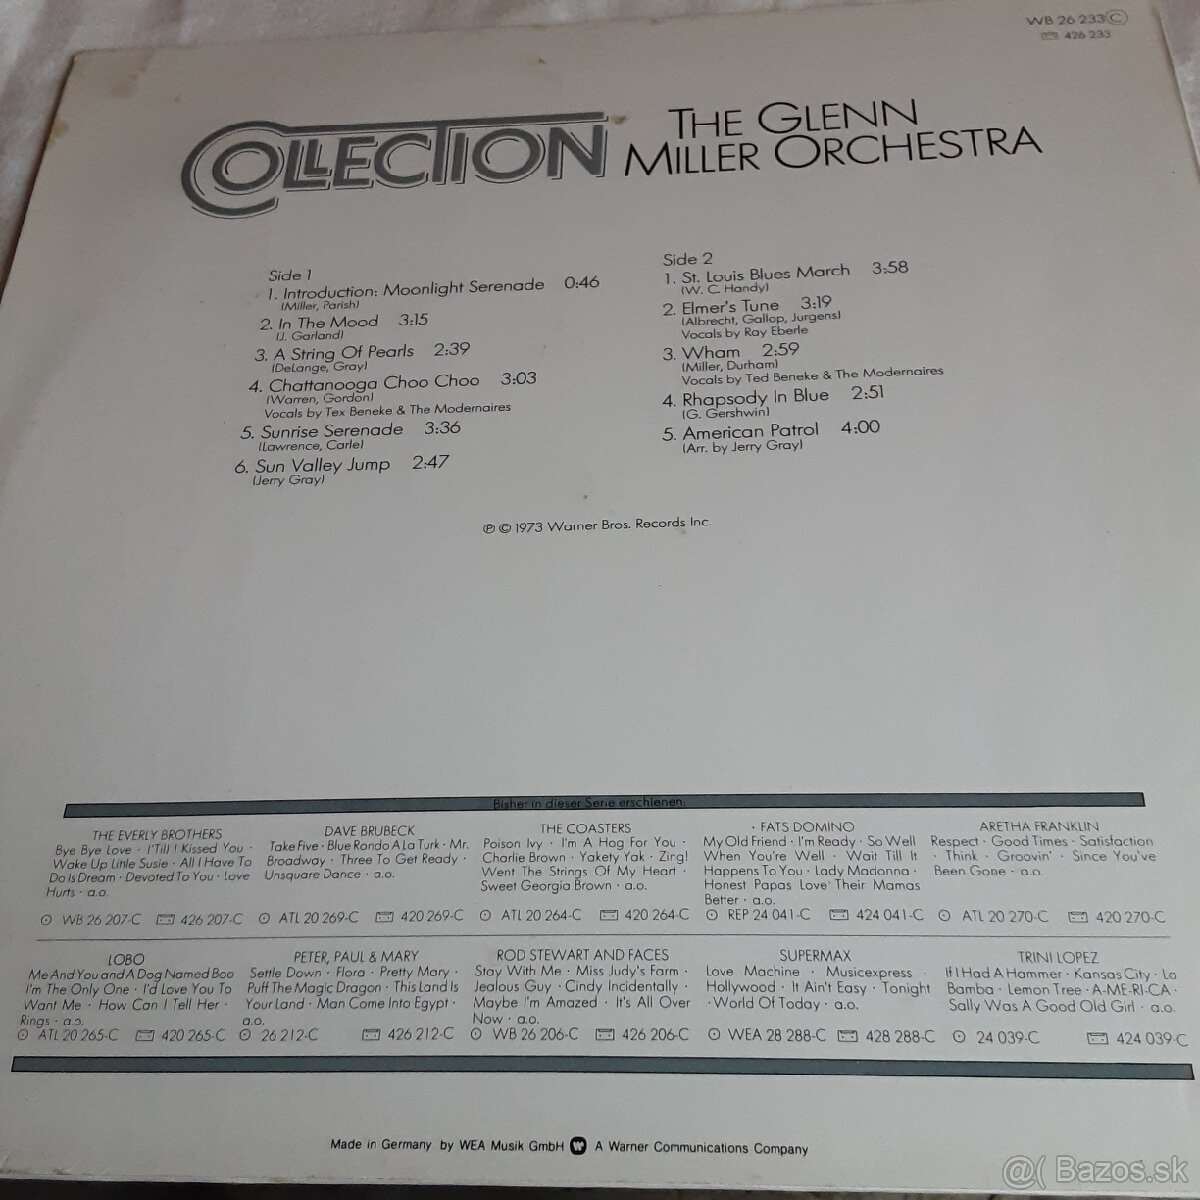 WB 26 233 C
426 233
COLLECTION
THE GLENN
MILLER ORCHESTRA
Side 1
1. Introduction: Moonlight Serenade 0:46
(Miller, Parish)
2. In The Mood 3:15
(J. Garland)
3. A String Of Pearls 2:39
(DeLange, Gray)
4. Chattanooga Choo Choo 3:03
(Warren, Gordon)
Vocals by Tex Beneke & The Modernaires
5. Sunrise Serenade 3:36
(Lawrence, Carle)
6. Sun Valley Jump 2:47
(Jerry Gray)
Side 2
1. St. Louis Blues March 3:58
(W. C. Handy)
2. Elmer's Tune 3:19
(Albrecht, Gallop, Jurgens)
Vocals by Ray Eberle
3. Wham 2:59
(Miller, Durham)
Vocals by Ted Beneke & The Modernaires
4. Rhapsody In Blue 2:51
(G. Gershwin)
5. American Patrol 4:00
(Arr. by Jerry Gray)
℗ © 1973 Warner Bros. Records Inc.
Bisher in dieser Serie erschienen:
THE EVERLY BROTHERS
Bye Bye Love · I'Till I Kissed You ·
Wake Up Little Susie · All I Have To
Do Is Dream · Devoted To You · Love
Hurts · a.o.
WB 26 207-C 426 207-C
DAVE BRUBECK
Take Five · Blue Rondo A La Turk · Mr.
Broadway · Three To Get Ready ·
Unsquare Dance · a.o.
ATL 20 269-C 420 269-C
THE COASTERS
Poison Ivy · I'm A Hog For You ·
Charlie Brown · Yakety Yak · Zing!
Went The Strings Of My Heart ·
Sweet Georgia Brown · a.o.
ATL 20 264-C 420 264-C
· FATS DOMINO
My Old Friend · I'm Ready · So Well
When You're Well · Wait Till It
Happens To You · Lady Madonna ·
Honest Papas Love Their Mamas
Better · a.o.
REP 24 041-C 424 041-C
ARETHA FRANKLIN
Respect · Good Times · Satisfaction
· Think · Groovin' · Since You've
Been Gone · a.o.
ATL 20 270-C 420 270-C
LOBO
Me And You and A Dog Named Boo
I'm The Only One · I'd Love You To
Want Me · How Can I Tell Her ·
Rings · a.o.
ATL 20 265-C 420 265-C
PETER, PAUL & MARY
Settle Down · Flora · Pretty Mary ·
Puff The Magic Dragon · This Land Is
Your Land · Man Come Into Egypt ·
a.o.
26 212-C 426 212-C
ROD STEWART AND FACES
Stay With Me · Miss Judy's Farm ·
Jealous Guy · Cindy Incidentally ·
Maybe I'm Amazed · It's All Over
Now · a.o.
WB 26 206-C 426 206-C
SUPERMAX
Love Machine · Musicexpress ·
Hollywood · It Ain't Easy · Tonight
· World Of Today · a.o.
WEA 28 288-C 428 288-C
TRINI LOPEZ
If I Had A Hammer · Kansas City · La
Bamba · Lemon Tree · A-ME-RI-CA ·
Sally Was A Good Old Girl · a.o.
24 039-C 424 039-C
Made in Germany by WEA Musik GmbH A Warner Communications Company
@( Bazos.sk